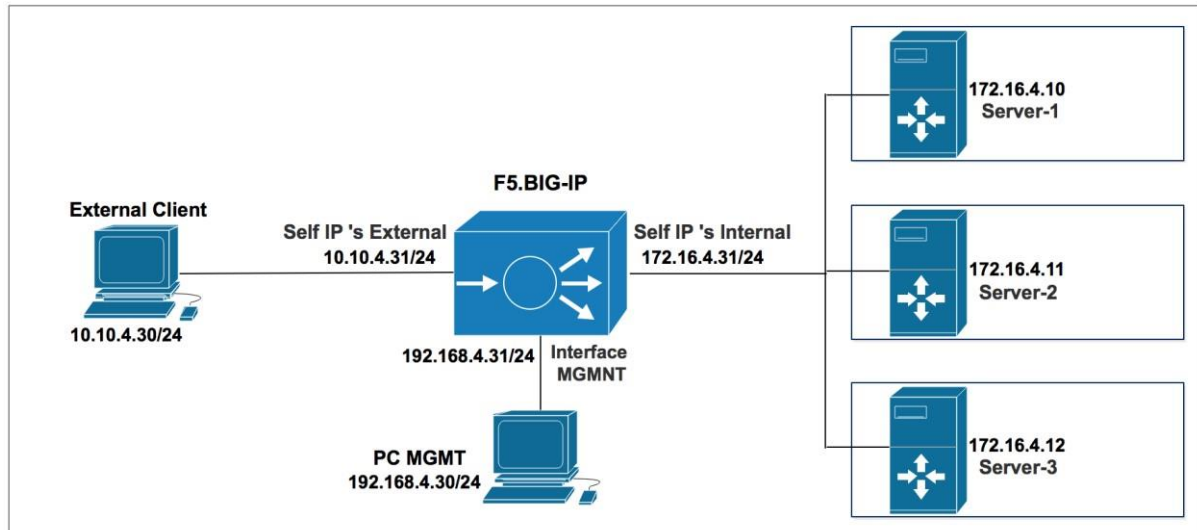 F5.BIG-IP
External Client
10.10.4.30/24
Self IP 's External
10.10.4.31/24
Self IP 's Internal
172.16.4.31/24
192.168.4.31/24
Interface
MGMNT
PC MGMT
192.168.4.30/24
172.16.4.10
Server-1
172.16.4.11
Server-2
172.16.4.12
Server-3